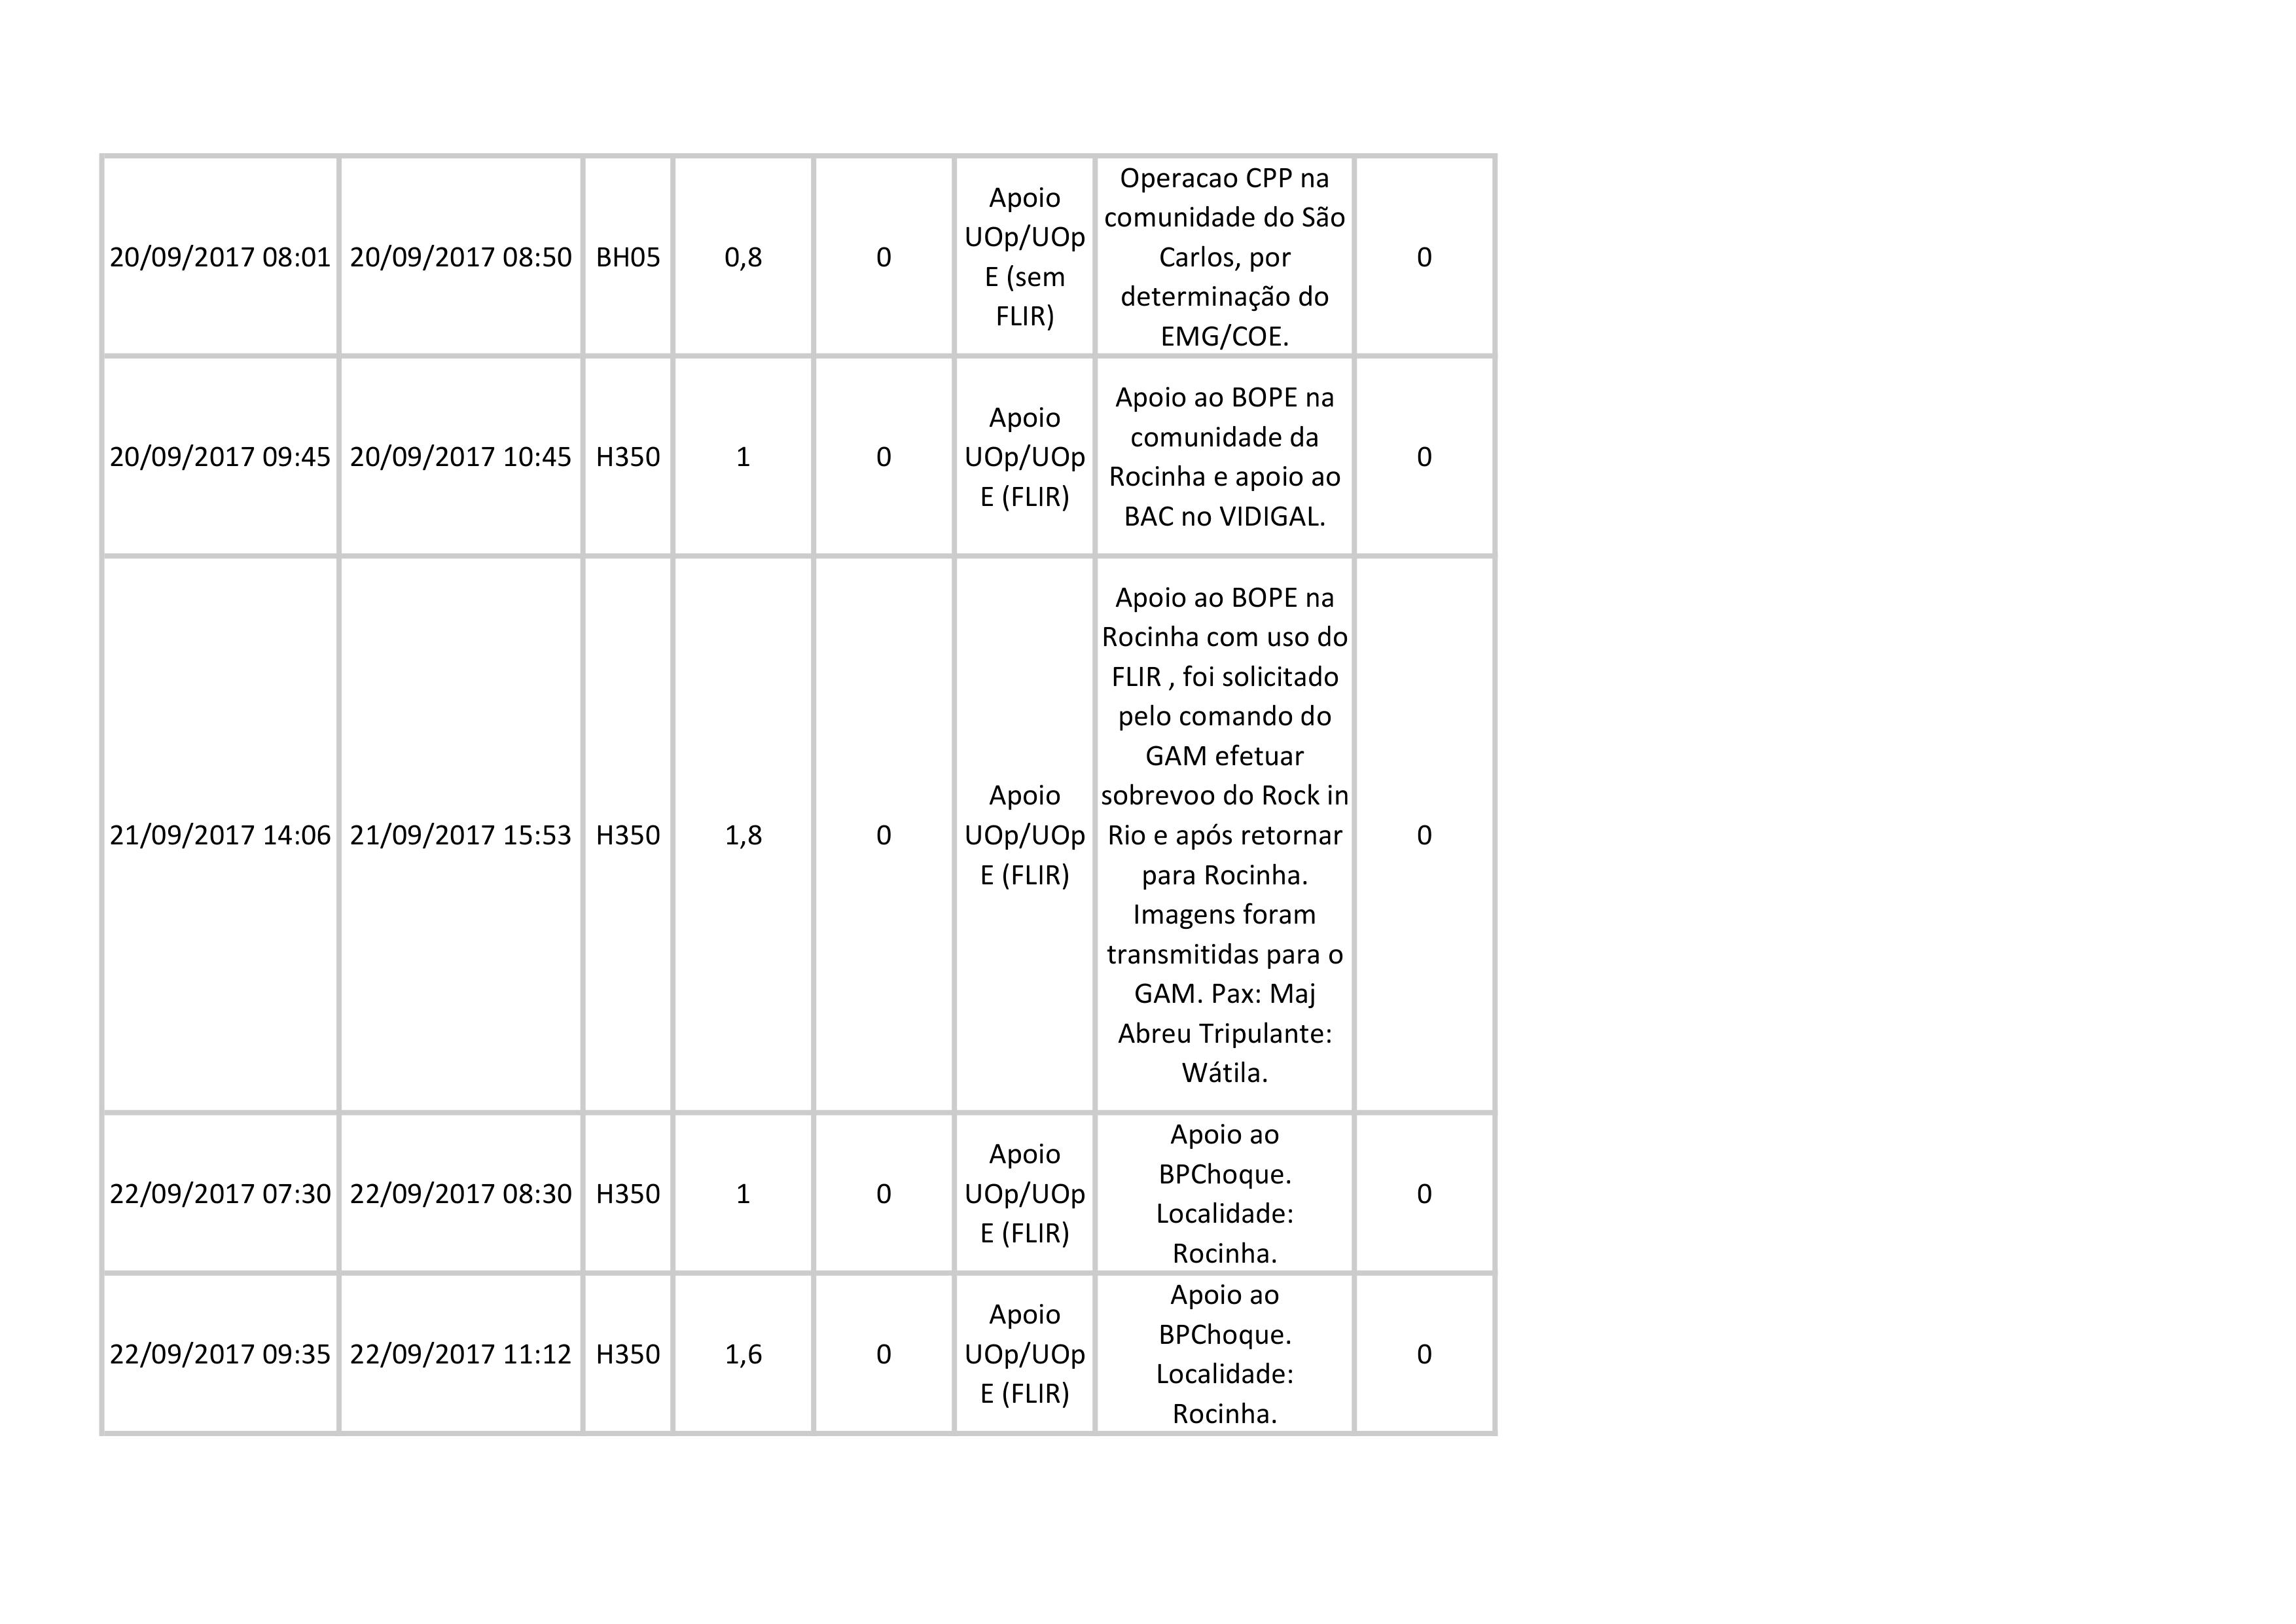 20/09/2017 08:01 20/09/2017 08:50 BH05 0,8 0
Apoio
UOp/UOp
E (sem
FLIR)
Operacao CPP na
comunidade do São
Carlos, por
determinação do
EMG/COE.
0
20/09/2017 09:45 20/09/2017 10:45 H350 1 0
Apoio
UOp/UOp
E (FLIR)
Apoio ao BOPE na
comunidade da
Rocinha e apoio ao
BAC no VIDIGAL.
0
21/09/2017 14:06 21/09/2017 15:53 H350 1,8 0
Apoio
UOp/UOp
E (FLIR)
Apoio ao BOPE na
Rocinha com uso do
FLIR , foi solicitado
pelo comando do
GAM efetuar
sobrevoo do Rock in
Rio e após retornar
para Rocinha.
Imagens foram
transmitidas para o
GAM. Pax: Maj
Abreu Tripulante:
Wátila.
0
22/09/2017 07:30 22/09/2017 08:30 H350 1 0
Apoio
UOp/UOp
E (FLIR)
Apoio ao
BPChoque.
Localidade:
Rocinha.
0
22/09/2017 09:35 22/09/2017 11:12 H350 1,6 0
Apoio
UOp/UOp
E (FLIR)
Apoio ao
BPChoque.
Localidade:
Rocinha.
0